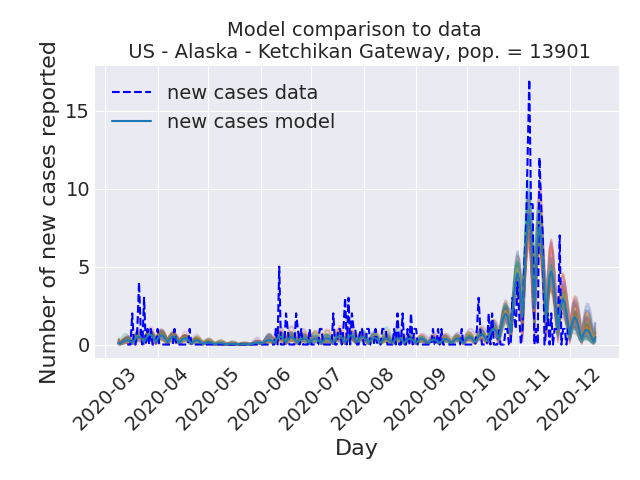 Model comparison to data
US - Alaska - Ketchikan Gateway, pop. = 13901
Number of new cases reported
15
10
5
0
new cases data
new cases model
2020-03
2020-04
2020-05
2020-06
2020-07
2020-08
2020-09
2020-10
2020-11
2020-12
Day